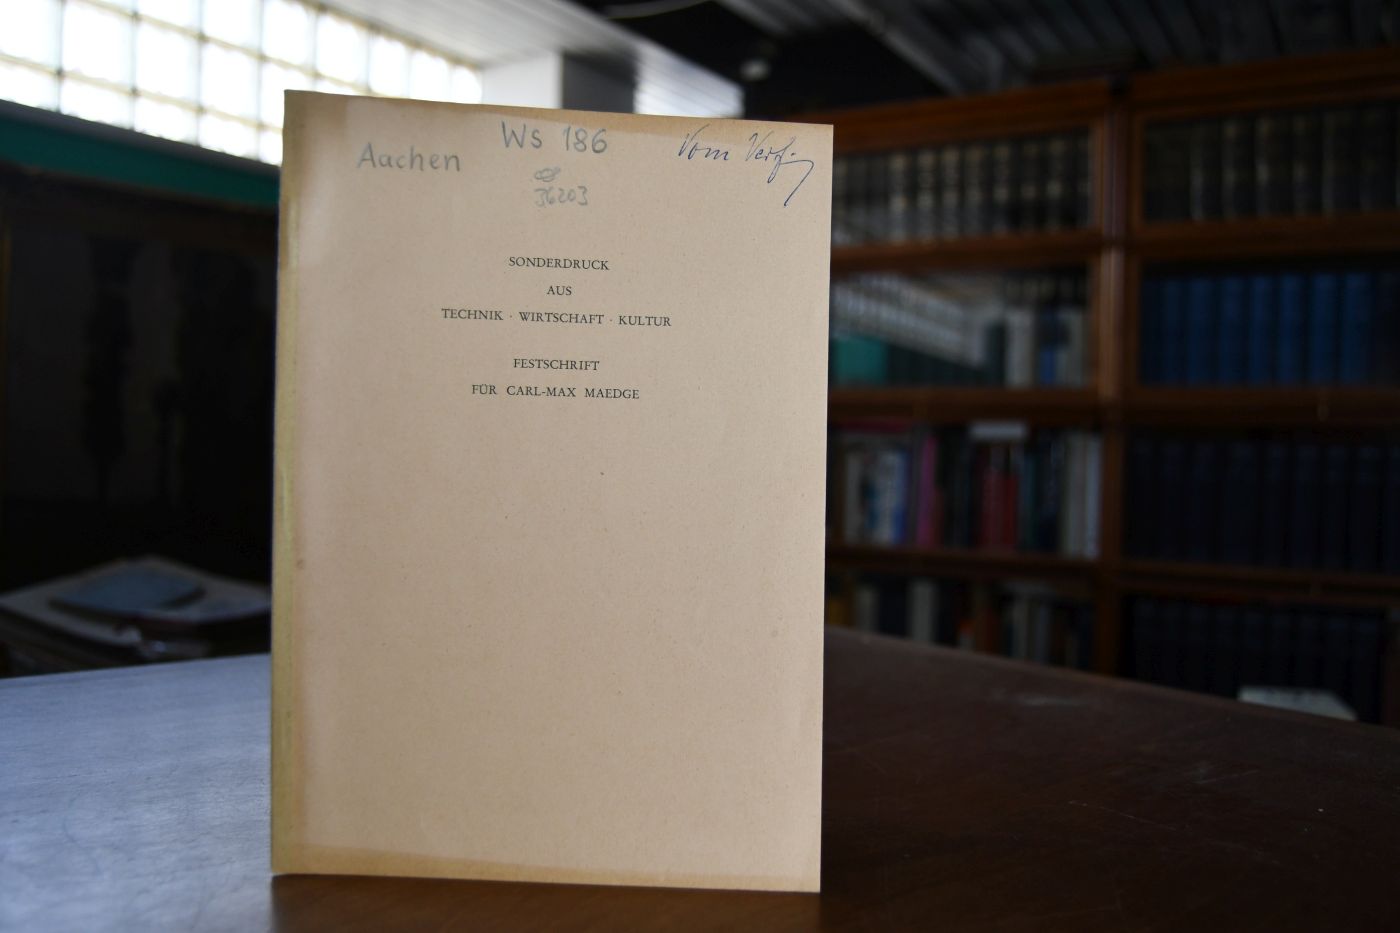 Aachen
Ws 186
36203
Vom Verf.
SONDERDRUCK
AUS
TECHNIK · WIRTSCHAFT · KULTUR
FESTSCHRIFT
FÜR CARL-MAX MAEDGE